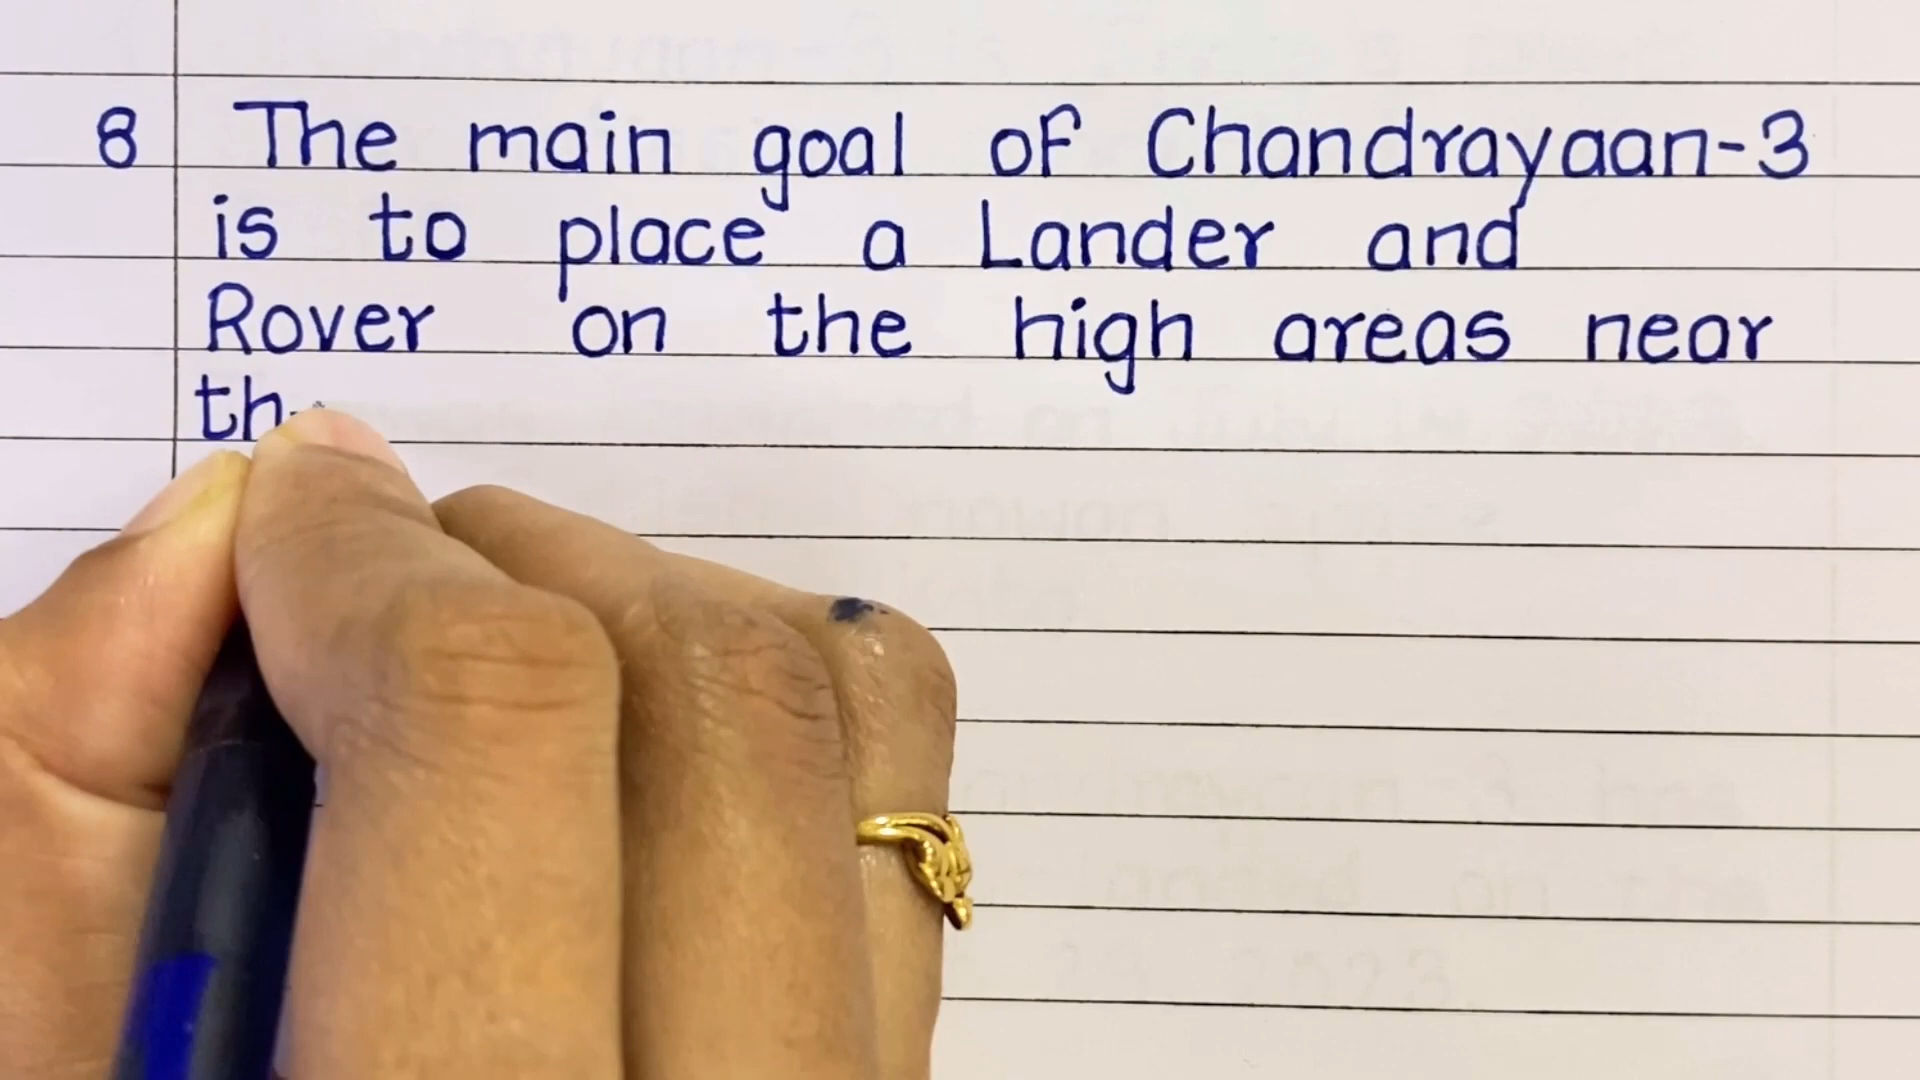 8 The main goal of Chandrayaan-3
is to place a Lander and
Rover on the high areas near
th